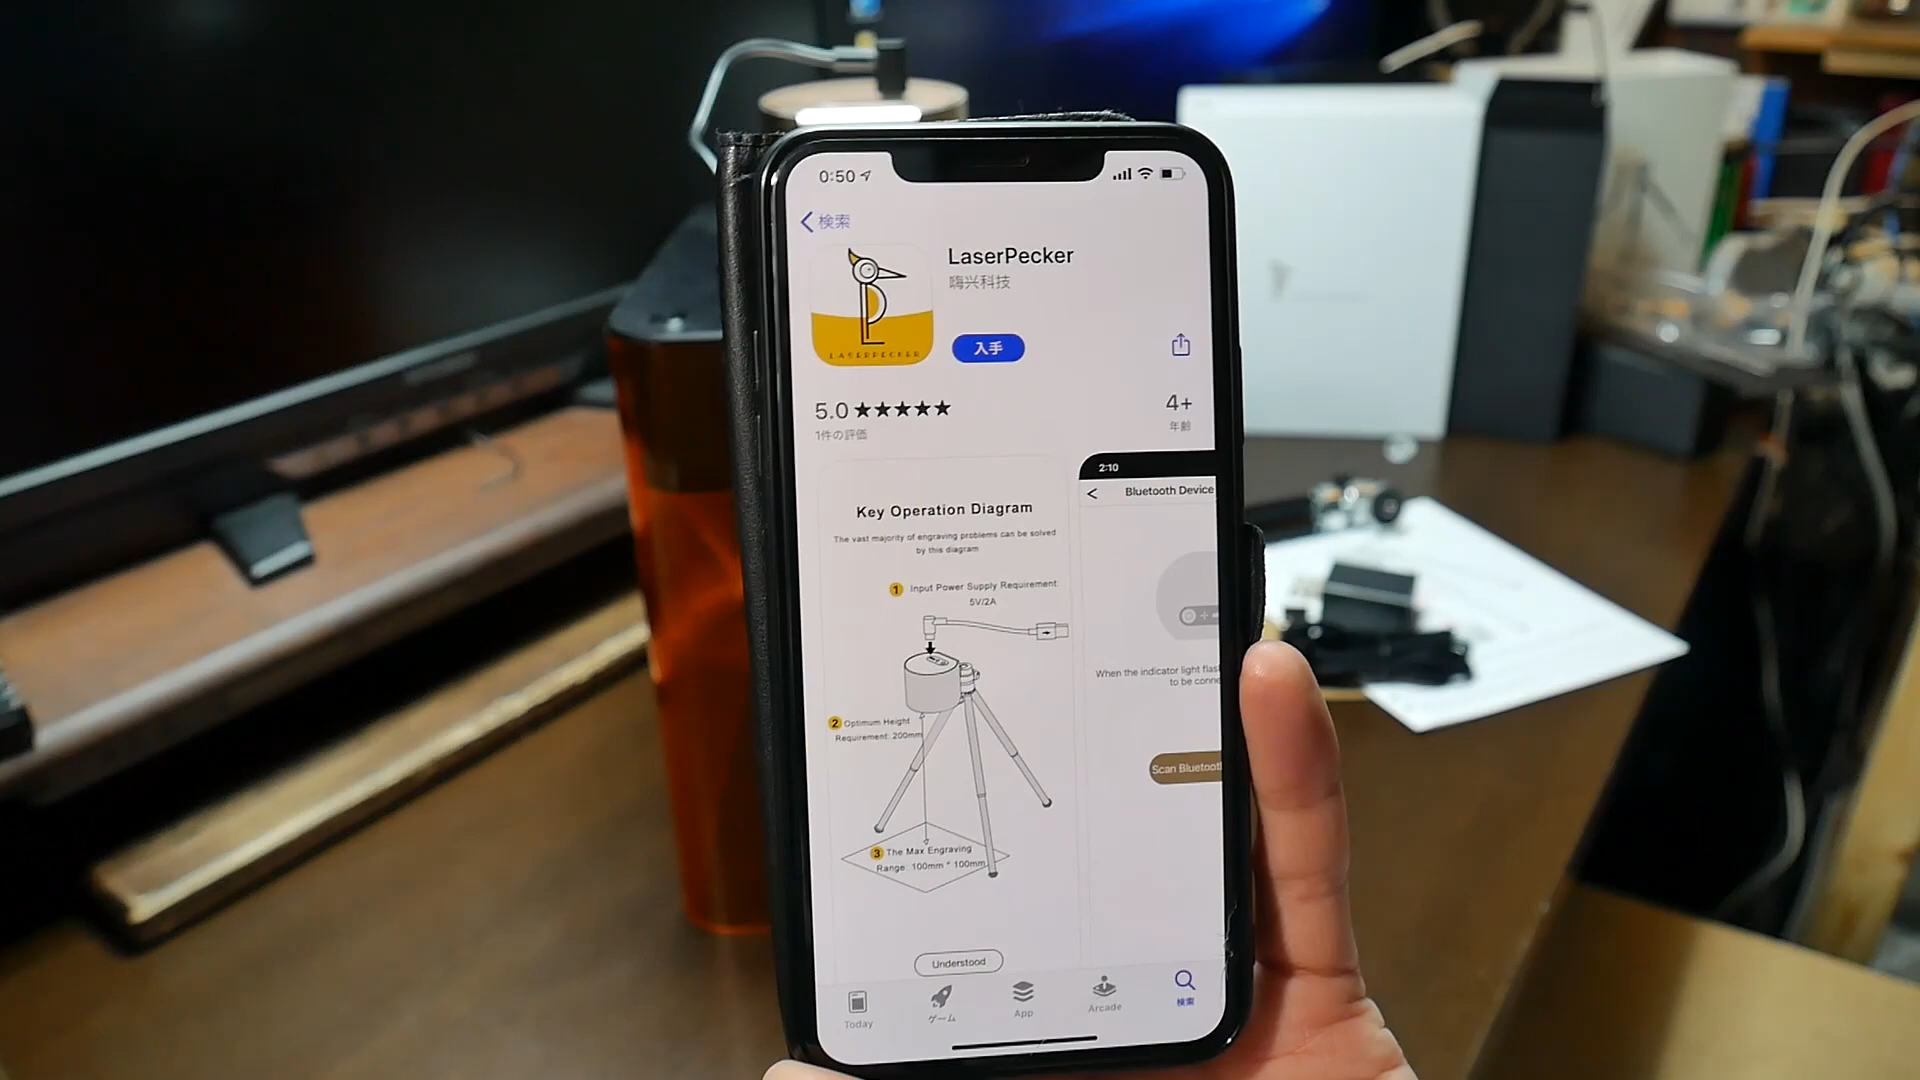 0:50
検索
LaserPecker
嗨兴科技
LASERPECKER
入手
5.0
4+
1件の評価
年齢
Key Operation Diagram
The vast majority of engraving problems can be solved
by this diagram
1 Input Power Supply Requirement:
5V/2A
2 Optimum Height
Requirement: 200mm
3 The Max Engraving
Range: 100mm * 100mm
Understood
2:10
Bluetooth Device
When the indicator light flas
to be conne
Scan Bluetoot
Today
ゲーム
App
Arcade
検索